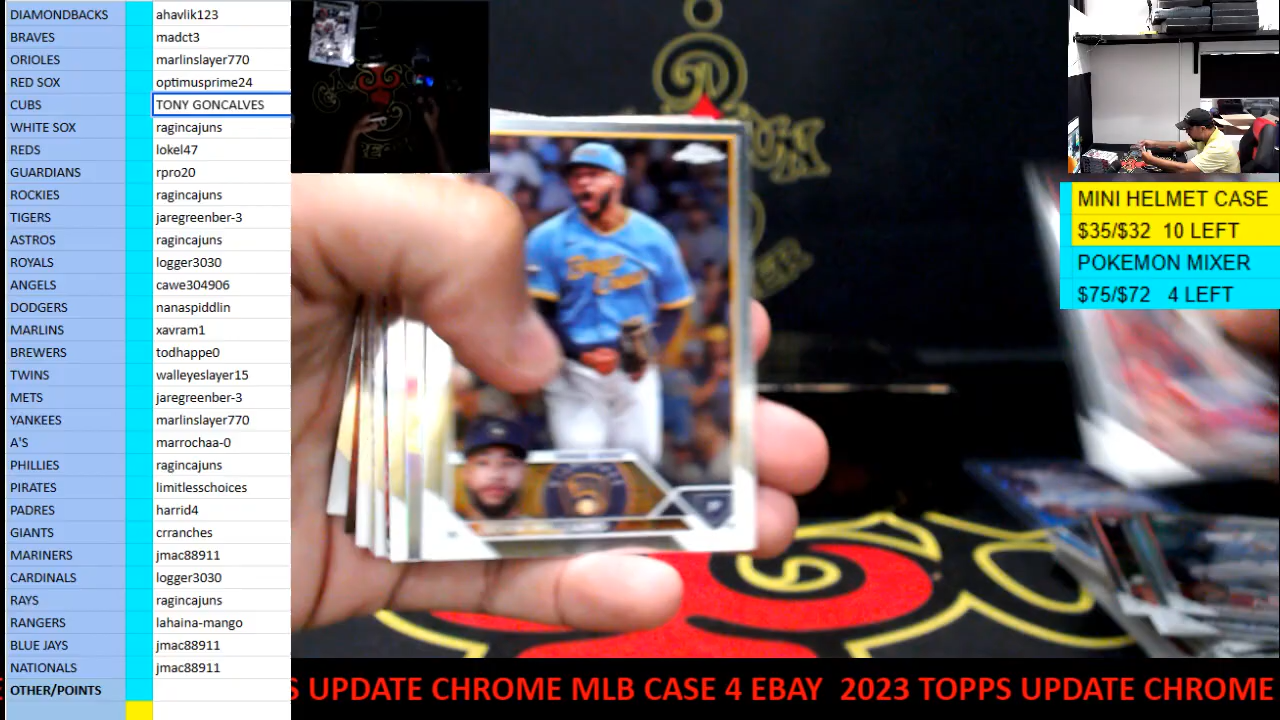 DIAMONDBACKS ahavlik123
BRAVES madct3
ORIOLES marlinslayer770
RED SOX optimusprime24
CUBS TONY GONCALVES
WHITE SOX ragincajuns
REDS lokel47
GUARDIANS rpro20
ROCKIES ragincajuns
TIGERS jaregreenber-3
ASTROS ragincajuns
ROYALS logger3030
ANGELS cawe304906
DODGERS nanaspiddlin
MARLINS xavram1
BREWERS todhappe0
TWINS walleyeslayer15
METS jaregreenber-3
YANKEES marlinslayer770
A'S marrochaa-0
PHILLIES ragincajuns
PIRATES limitlesschoices
PADRES harrid4
GIANTS crranches
MARINERS jmac88911
CARDINALS logger3030
RAYS ragincajuns
RANGERS lahaina-mango
BLUE JAYS jmac88911
NATIONALS jmac88911
OTHER/POINTS
MINI HELMET CASE
$35/$32 10 LEFT
POKEMON MIXER
$75/$72 4 LEFT
S UPDATE CHROME MLB CASE 4 EBAY 2023 TOPPS UPDATE CHROME